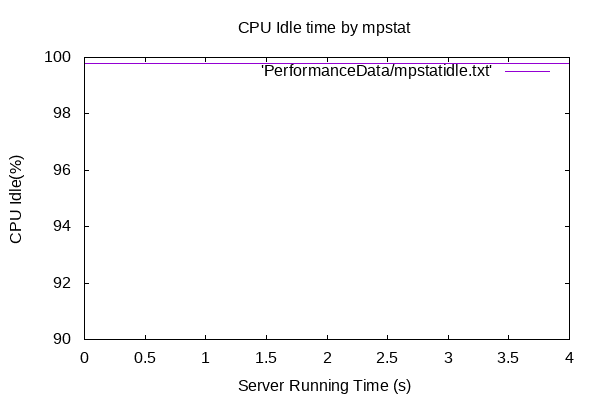 CPU Idle time by mpstat
'PerformanceData/mpstatidle.txt'
100
98
96
94
92
90
CPU Idle(%)
0 0.5 1 1.5 2 2.5 3 3.5 4
Server Running Time (s)